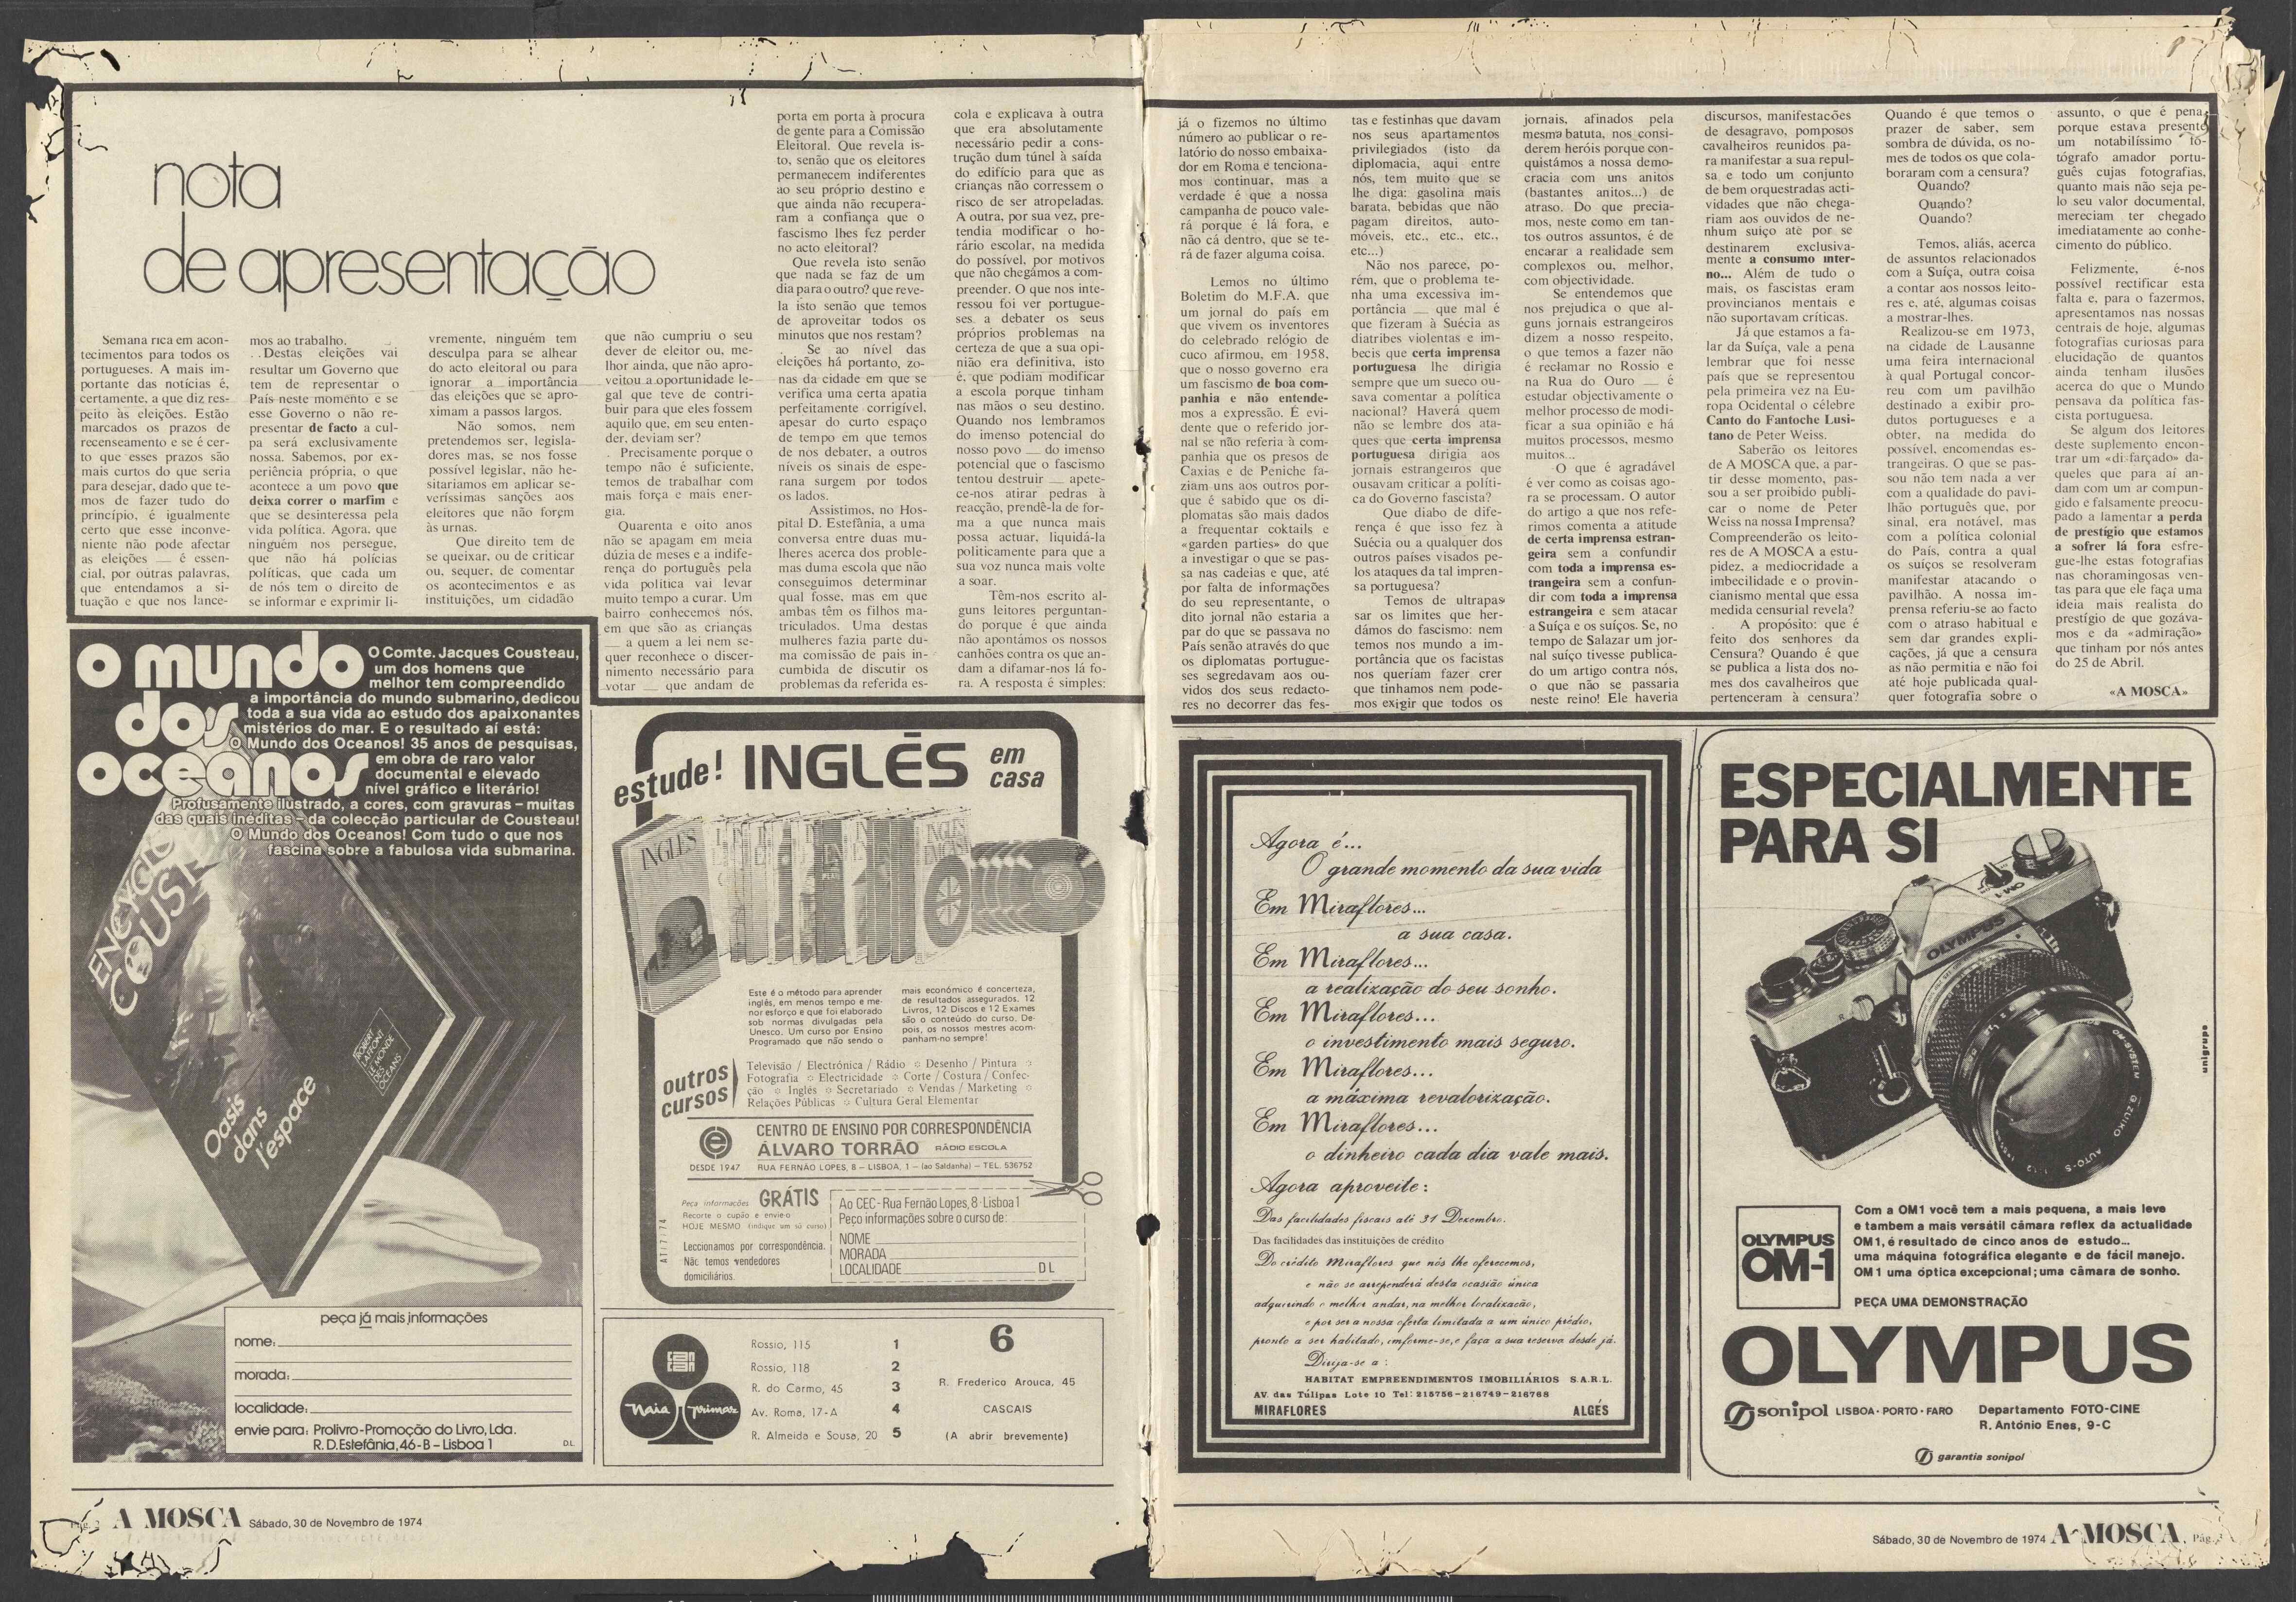 nota
de apresentação
Semana rica em acon-
tecimentos para todos os
portugueses. A mais im-
portante das notícias é,
certamente, a que diz res-
peito às eleições. Estão
marcados os prazos de
recenseamento e se é cer-
to que esses prazos são
mais curtos do que seria
para desejar, dado que te-
mos de fazer tudo do
princípio, é igualmente
certo que esse inconve-
niente não pode afectar
as eleições — é essen-
cial, por outras palavras,
que entendamos a si-
tuação e que nos lance-
mos ao trabalho.
Destas eleições vai
resultar um Governo que
tem de representar o
País neste momento e se
esse Governo o não re-
presentar de facto a cul-
pa será exclusivamente
nossa. Sabemos, por ex-
periência própria, o que
acontece a um povo que
deixa correr o marfim e
que se desinteressa pela
vida política. Agora, que
ninguém nos persegue,
que não há polícias
políticas, que cada um
de nós tem o direito de
se informar e exprimir li-
vremente, ninguém tem
desculpa para se alhear
do acto eleitoral ou para
ignorar a importância
das eleições que se apro-
ximam a passos largos.
Não somos, nem
pretendemos ser, legisla-
dores mas, se nos fosse
possível legislar, não he-
sitaríamos em aplicar se-
veríssimas sanções aos
eleitores que não forem
às urnas.
Que direito tem de
se queixar, ou de criticar
ou, sequer, de comentar
os acontecimentos e as
instituições, um cidadão
que não cumpriu o seu
dever de eleitor ou, me-
lhor ainda, que não apro-
veitou a oportunidade le-
gal que teve de contri-
buir para que eles fossem
aquilo que, em seu enten-
der, deviam ser?
Precisamente porque o
tempo não é suficiente,
temos de trabalhar com
mais força e mais ener-
gia.
Quarenta e oito anos
não se apagam em meia
dúzia de meses e a indife-
rença do português pela
vida política vai levar
muito tempo a curar. Um
bairro conhecemos nós,
em que são as crianças
— a quem a lei nem se-
quer reconhece o discer-
nimento necessário para
votar — que andam de
porta em porta à procura
de gente para a Comissão
Eleitoral. Que revela is-
to, senão que os eleitores
permanecem indiferentes
ao seu próprio destino e
que ainda não recupera-
ram a confiança que o
fascismo lhes fez perder
no acto eleitoral?
Que revela isto senão
que nada se faz de um
dia para o outro? que reve-
la isto senão que temos
de aproveitar todos os
minutos que nos restam?
Se ao nível das
eleições há portanto, zo-
nas da cidade em que se
verifica uma certa apatia
perfeitamente corrigível,
apesar do curto espaço
de tempo em que temos
de nos debater, a outros
níveis os sinais de espe-
rana surgem por todos
os lados.
Assistimos, no Hos-
pital D. Estefânia, a uma
conversa entre duas mu-
lheres acerca dos proble-
mas duma escola que não
conseguimos determinar
qual fosse, mas em que
ambas têm os filhos ma-
triculados. Uma destas
mulheres fazia parte du-
ma comissão de pais in-
cumbida de discutir os
problemas da referida es-
cola e explicava à outra
que era absolutamente
necessário pedir a cons-
trução dum túnel à saída
do edifício para que as
crianças não corressem o
risco de ser atropeladas.
A outra, por sua vez, pre-
tendia modificar o ho-
rário escolar, na medida
do possível, por motivos
que não chegámos a com-
preender. O que nos inte-
ressou foi ver portugue-
ses a debater os seus
próprios problemas na
certeza de que a sua opi-
nião era definitiva, isto
é, que podiam modificar
a escola porque tinham
nas mãos o seu destino.
Quando nos lembramos
do imenso potencial do
nosso povo — do imenso
potencial que o fascismo
tentou destruir — apete-
ce-nos atirar pedras à
reacção, prendê-la de for-
ma a que nunca mais
possa actuar, liquidá-la
politicamente para que a
sua voz nunca mais volte
a soar.
Têm-nos escrito al-
guns leitores perguntan-
do porque é que ainda
não apontámos os nossos
canhões contra os que an-
dam a difamar-nos lá fo-
ra. A resposta é simples:
já o fizemos no último
número ao publicar o re-
latório do nosso embaixa-
dor em Roma e tenciona-
mos continuar, mas a
verdade é que a nossa
campanha de pouco vale-
rá porque é lá fora, e
não cá dentro, que se te-
rá de fazer alguma coisa.
Lemos no último
Boletim do M.F.A. que
um jornal do país em
que vivem os inventores
do celebrado relógio de
cuco afirmou, em 1958,
que o nosso governo era
um fascismo de boa com-
panhia e não entende-
mos a expressão. É evi-
dente que o referido jor-
nal se não referia à com-
panhia que os presos de
Caxias e de Peniche fa-
ziam uns aos outros por-
que é sabido que os di-
plomatas são mais dados
a frequentar coktails e
«garden parties» do que
a investigar o que se pas-
sa nas cadeias e que, até
por falta de informações
do seu representante, o
dito jornal não estaria a
par do que se passava no
País senão através do que
os diplomatas portugue-
ses segredavam aos ou-
vidos dos seus redacto-
res no decorrer das fes-
tas e festinhas que davam
nos seus apartamentos
privilegiados (isto da
diplomacia, aqui entre
nós, tem muito que se
lhe diga: gasolina mais
barata, bebidas que não
pagam direitos, auto-
móveis, etc., etc., etc.,
etc...)
Não nos parece, po-
rém, que o problema te-
nha uma excessiva im-
portância — que mal é
que fizeram à Suécia as
diatribes violentas e im-
becis que certa imprensa
portuguesa lhe dirigia
sempre que um sueco ou-
sava comentar a política
nacional? Haverá quem
não se lembre dos ata-
ques que certa imprensa
portuguesa dirigia aos
jornais estrangeiros que
ousavam criticar a políti-
ca do Governo fascista?
Que diabo de dife-
rença é que isso fez à
Suécia ou a qualquer dos
outros países visados pe-
los ataques da tal impren-
sa portuguesa?
Temos de ultrapas-
sar os limites que her-
dámos do fascismo: nem
temos nos mundo a im-
portância que os facistas
nos queriam fazer crer
que tinhamos nem pode-
mos exigir que todos os
jornais, afinados pela
mesma batuta, nos consi-
derem heróis porque con-
quistámos a nossa demo-
cracia com uns anitos
(bastantes anitos...) de
atraso. Do que precia-
mos, neste como em tan-
tos outros assuntos, é de
encarar a realidade sem
complexos ou, melhor,
com objectividade.
Se entendemos que
nos prejudica o que al-
guns jornais estrangeiros
dizem a nosso respeito,
o que temos a fazer não
é reclamar no Rossio e
na Rua do Ouro — é
estudar objectivamente o
melhor processo de modi-
ficar a sua opinião e há
muitos processos, mesmo
muitos...
O que é agradável
é ver como as coisas ago-
ra se processam. O autor
do artigo a que nos refe-
rimos comenta a atitude
de certa imprensa estran-
geira sem a confundir
com toda a imprensa es-
trangeira sem a confun-
dir com toda a imprensa
estrangeira e sem atacar
a Suíça e os suíços. Se, no
tempo de Salazar um jor-
nal suíço tivesse publica-
do um artigo contra nós,
o que não se passaria
neste reino! Ele haveria
discursos, manifestacões
de desagravo, pomposos
cavalheiros reunidos pa-
ra manifestar a sua repul-
sa e todo um conjunto
de bem orquestradas acti-
vidades que não chega-
riam aos ouvidos de ne-
nhum suiço até por se
destinarem exclusiva-
mente a consumo inter-
no... Além de tudo o
mais, os fascistas eram
provincianos mentais e
não suportavam críticas.
Já que estamos a fa-
lar da Suíça, vale a pena
lembrar que foi nesse
país que se representou
pela primeira vez na Eu-
ropa Ocidental o célebre
Canto do Fantoche Lusi-
tano de Peter Weiss.
Saberão os leitores
de A MOSCA que, a par-
tir desse momento, pas-
sou a ser proibido publi-
car o nome de Peter
Weiss na nossa Imprensa?
Compreenderão os leito-
res de A MOSCA a estu-
pidez, a mediocridade a
imbecilidade e o provin-
cianismo mental que essa
medida censurial revela?
A propósito: que é
feito dos senhores da
Censura? Quando é que
se publica a lista dos no-
mes dos cavalheiros que
pertenceram à censura?
Quando é que temos o
prazer de saber, sem
sombra de dúvida, os no-
mes de todos os que cola-
boraram com a censura?
Quando?
Quando?
Quando?
Temos, aliás, acerca
de assuntos relacionados
com a Suíça, outra coisa
a contar aos nossos leito-
res e, até, algumas coisas
a mostrar-lhes.
Realizou-se em 1973,
na cidade de Lausanne
uma feira internacional
à qual Portugal concor-
reu com um pavilhão
destinado a exibir pro-
dutos portugueses e a
obter, na medida do
possível, encomendas es-
trangeiras. O que se pas-
sou não tem nada a ver
com a qualidade do pavi-
lhão português que, por
sinal, era notável, mas
com a política colonial
do País, contra a qual
os suíços se resolveram
manifestar atacando o
pavilhão. A nossa im-
prensa referiu-se ao facto
com o atraso habitual e
sem dar grandes expli-
cações, já que a censura
as não permitia e não foi
até hoje publicada qual-
quer fotografia sobre o
assunto, o que é pena
porque estava presente
um notabilíssimo fo-
tógrafo amador portu-
guês cujas fotografias,
quanto mais não seja pe-
lo seu valor documental,
mereciam ter chegado
imediatamente ao conhe-
cimento do público.
Felizmente, é-nos
possível rectificar esta
falta e, para o fazermos,
apresentamos nas nossas
centrais de hoje, algumas
fotografias curiosas para
elucidação de quantos
ainda tenham ilusões
acerca do que o Mundo
pensava da política fas-
cista portuguesa.
Se algum dos leitores
deste suplemento encon-
trar um «disfarçado» da-
queles que para aí an-
dam com um ar compun-
gido e falsamente preocu-
pado a lamentar a perda
de prestígio que estamos
a sofrer lá fora esfre-
gue-lhe estas fotografias
nas choramingosas ven-
tas para que ele faça uma
ideia mais realista do
prestígio de que gozáva-
mos e da «admiração»
que tinham por nós antes
do 25 de Abril.
«A MOSCA»
o mundo
dos
oceanos
O Comte. Jacques Cousteau,
um dos homens que
melhor tem compreendido
a importância do mundo submarino, dedicou
toda a sua vida ao estudo dos apaixonantes
mistérios do mar. E o resultado aí está:
O Mundo dos Oceanos! 35 anos de pesquisas,
em obra de raro valor
documental e elevado
nível gráfico e literário!
Profusamente ilustrado, a cores, com gravuras - muitas
das quais inéditas - da colecção particular de Cousteau!
O Mundo dos Oceanos! Com tudo o que nos
fascina sobre a fabulosa vida submarina.
ROBERT
LAFFONT
LE MONDE
DES
OCEANS
Oasis
dans
l'espace
peça já mais informações
nome:
morada:
localidade:
envie para: Prolivro-Promoção do Livro, Lda.
R. D. Estefânia, 46-B - Lisboa 1
DL
estude! INGLÊS em
casa
INGLES
Este é o método para aprender
inglês, em menos tempo e me-
nor esforço e que foi elaborado
sob normas divulgadas pela
Unesco. Um curso por Ensino
Programado que não sendo o
mais económico é concerteza,
de resultados assegurados. 12
Livros, 12 Discos e 12 Exames
são o conteúdo do curso. De-
pois, os nossos mestres acom-
panham-no sempre!
outros
cursos
Televisão / Electrónica / Rádio ☼ Desenho / Pintura ☼
Fotografia ☼ Electricidade ☼ Corte / Costura / Confec-
ção ☼ Inglês ☼ Secretariado ☼ Vendas / Marketing ☼
Relações Públicas ☼ Cultura Geral Elementar
CENTRO DE ENSINO POR CORRESPONDÊNCIA
ÁLVARO TORRÃO RÁDIO ESCOLA
DESDE 1947 RUA FERNÃO LOPES, 8 - LISBOA, 1 - (ao Saldanha) - TEL. 536752
Peça informações GRÁTIS
Recorte o cupão e envie-o
HOJE MESMO (indique um só curso)
Leccionamos por correspondência.
Não temos vendedores
domiciliários.
AT/7/74
Ao CEC - Rua Fernão Lopes, 8 - Lisboa 1
Peço informações sobre o curso de:
NOME
MORADA
LOCALIDADE DL
can
can
naia
primax
Rossio, 115 1
Rossio, 118 2
R. do Carmo, 45 3
Av. Roma, 17-A 4
R. Almeida e Sousa, 20 5
6
R. Frederico Arouca, 45
CASCAIS
(A abrir brevemente)
Agora é...
O grande momento da sua vida
Em Miraflores...
a sua casa.
Em Miraflores...
a realização do seu sonho.
Em Miraflores...
o investimento mais seguro.
Em Miraflores...
a máxima revalorização.
Em Miraflores...
o dinheiro cada dia vale mais.
Agora aproveite:
Das facilidades fiscais até 31 Dezembro.
Das facilidades das instituições de crédito
Do crédito Miraflores que nós lhe oferecemos,
e não se arrependerá desta ocasião única
adquirindo o melhor andar, na melhor localização,
e por ser a nossa oferta limitada a um único prédio,
pronto a ser habitado, informe-se, e faça a sua reserva desde já.
Dirija-se a:
HABITAT EMPREENDIMENTOS IMOBILIÁRIOS S.A.R.L.
AV. das Túlipas Lote 10 Tel: 215756-216749-216768
MIRAFLORES ALGÉS
ESPECIALMENTE
PARA SI
OM-1
OLYMPUS
unigrupo
OLYMPUS
OM-1
Com a OM1 você tem a mais pequena, a mais leve
e tambem a mais versátil câmara reflex da actualidade
OM1, é resultado de cinco anos de estudo...
uma máquina fotográfica elegante e de fácil manejo.
OM1 uma óptica excepcional; uma câmara de sonho.
PEÇA UMA DEMONSTRAÇÃO
OLYMPUS
sonipol LISBOA · PORTO · FARO
Departamento FOTO-CINE
R. António Enes, 9-C
garantia sonipol
A MOSCA Sábado, 30 de Novembro de 1974
Sábado, 30 de Novembro de 1974 A MOSCA, Pág.